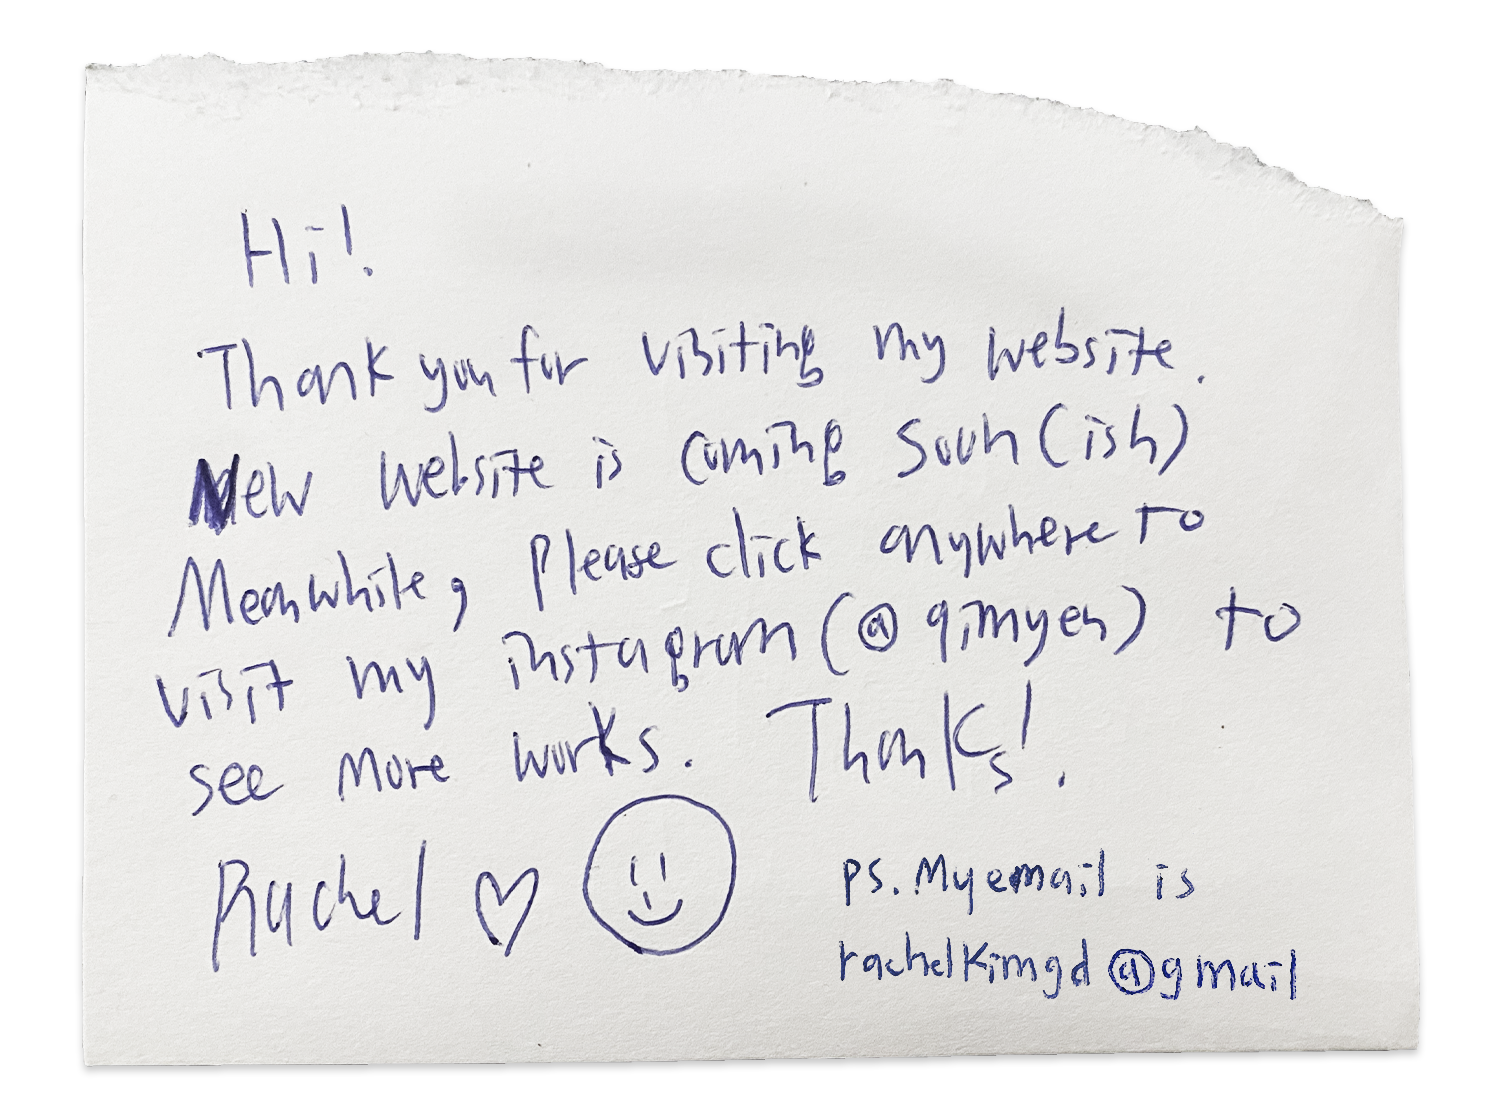 Hi!
Thank you for visiting my website.
New website is coming soon (ish)
Meanwhile, please click anywhere to
visit my instagram (@qimyen) to
see more works. Thanks!
Rachel ♡
ps. My email is
rachelkimgd@gmail